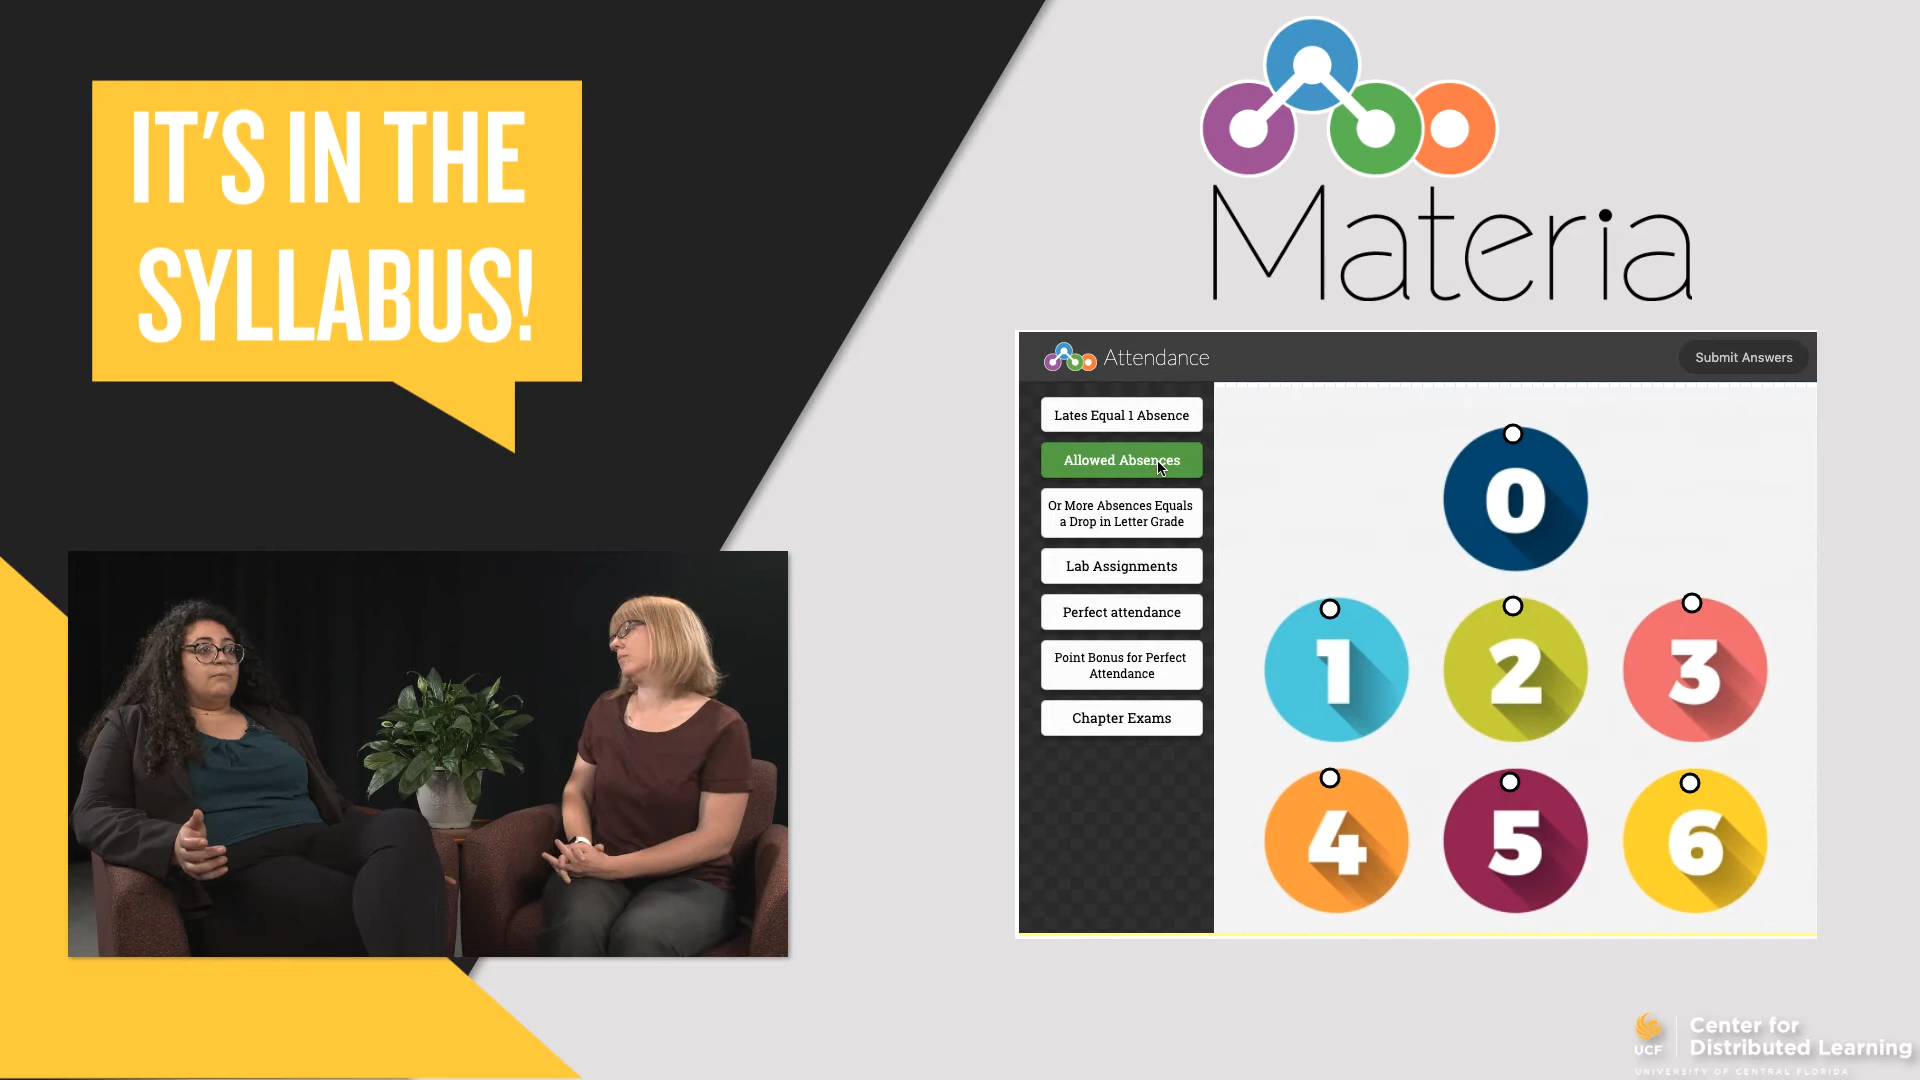 IT'S IN THE
SYLLABUS!
Materia
Attendance
Submit Answers
Lates Equal 1 Absence
Allowed Absences
Or More Absences Equals
a Drop in Letter Grade
Lab Assignments
Perfect attendance
Point Bonus for Perfect
Attendance
Chapter Exams
0
1 2 3
4 5 6
UCF
Center for
Distributed Learning
UNIVERSITY OF CENTRAL FLORIDA